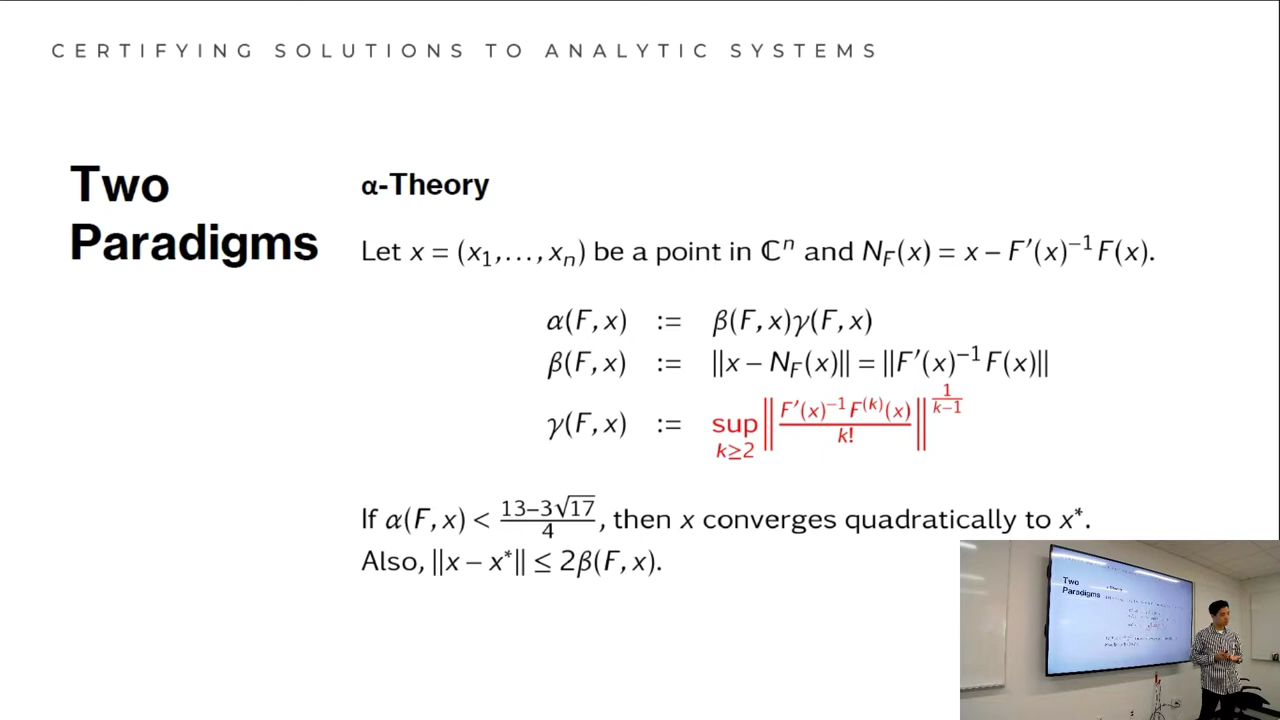 CERTIFYING SOLUTIONS TO ANALYTIC SYSTEMS
Two
Paradigms
α-Theory
Let x = (x₁,…,xₙ) be a point in ℂⁿ and N_F(x) = x – F′(x)⁻¹F(x).
α(F,x) := β(F,x)γ(F,x)
β(F,x) := ||x – N_F(x)|| = ||F′(x)⁻¹F(x)||
γ(F,x) := sup_{k≥2} ||F′(x)⁻¹F⁽ᵏ⁾(x)/k!||^{1/(k–1)}
If α(F,x) < (13–3√17)/4, then x converges quadratically to x*.
Also, ||x – x*|| ≤ 2β(F,x).
Two
Paradigms